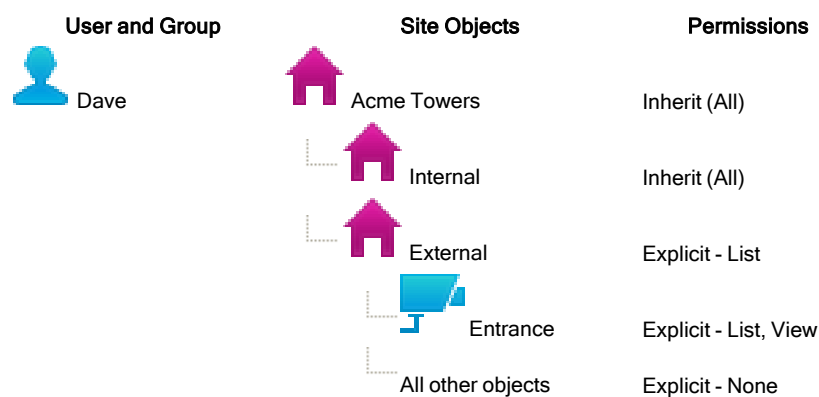 User and Group Site Objects Permissions
Dave Acme Towers Inherit (All)
Internal Inherit (All)
External Explicit - List
Entrance Explicit - List, View
All other objects Explicit - None